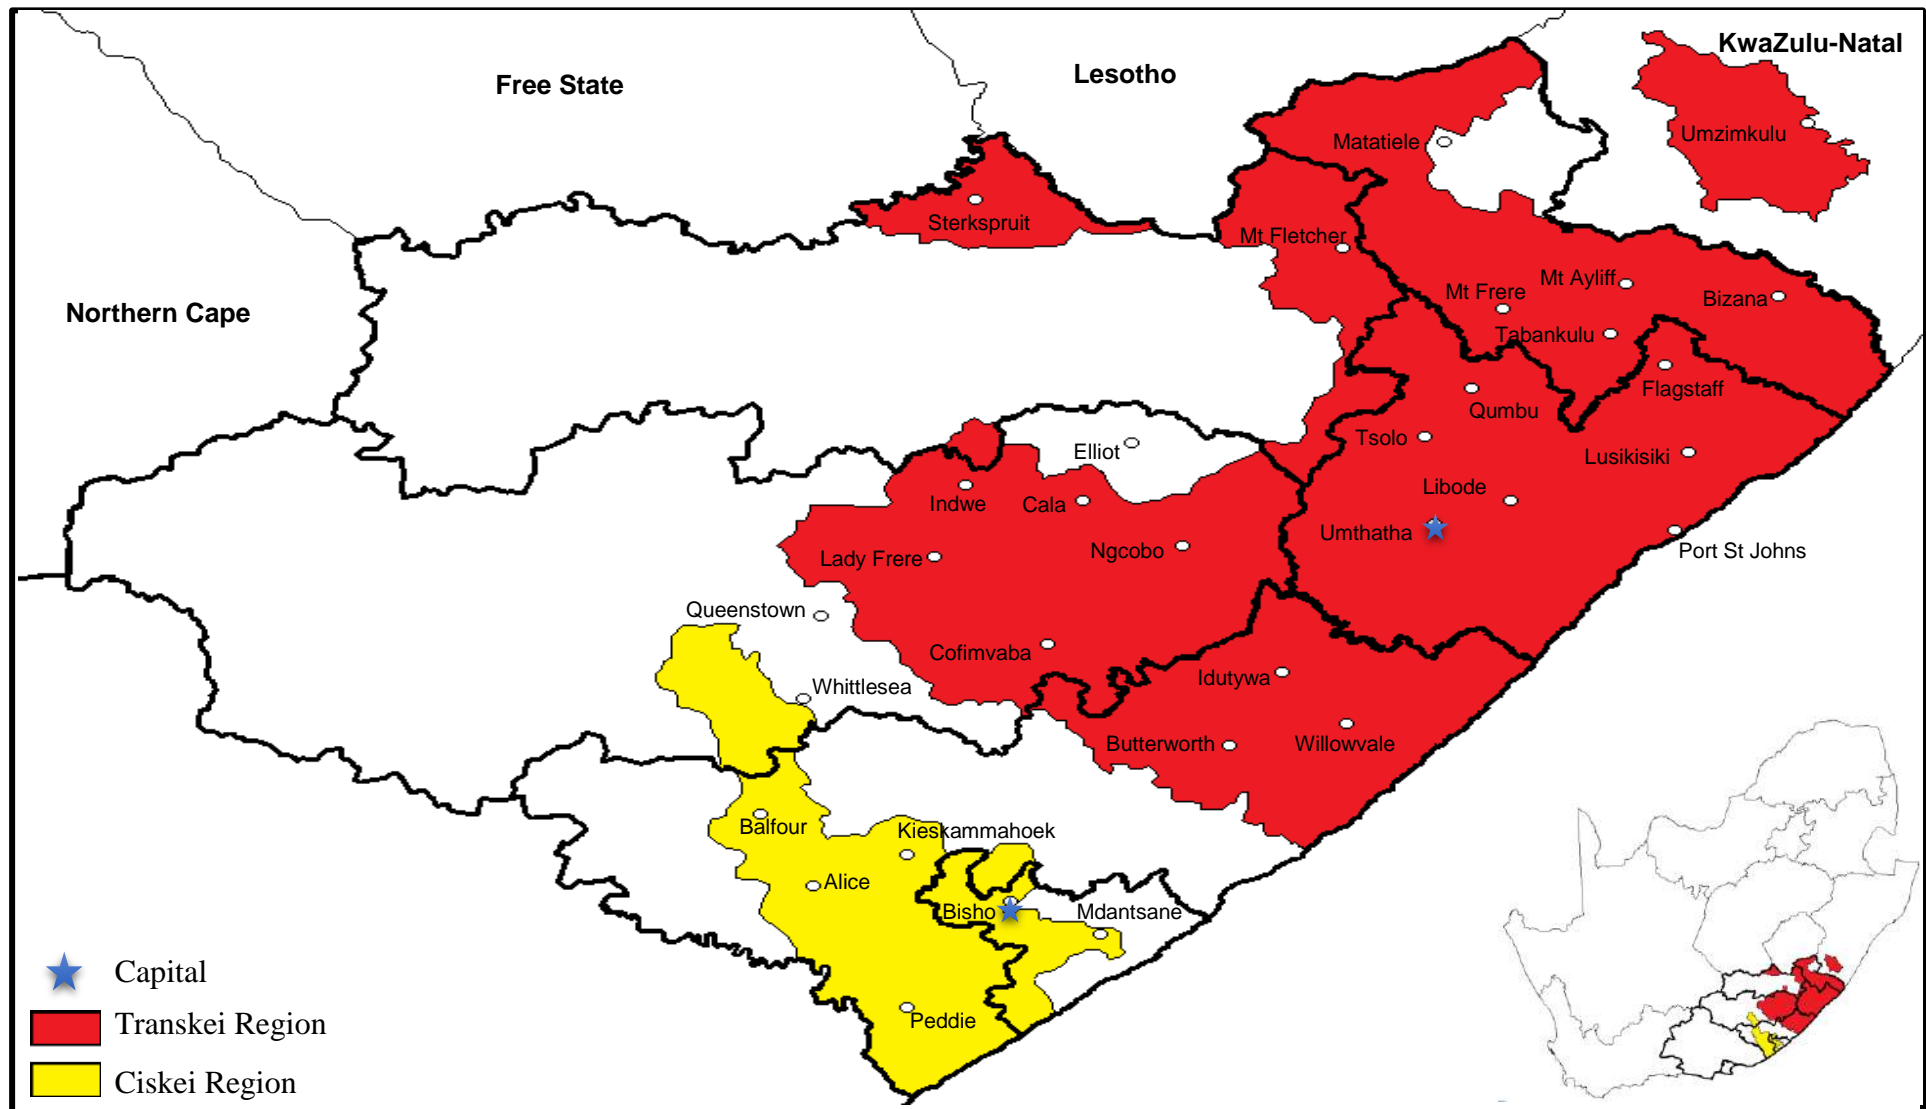 KwaZulu-Natal
Free State
Lesotho
Umzimkulu
Matatiele
Sterkspruit
Mt Fletcher
Mt Ayliff
Mt Frere
Bizana
Northern Cape
Tabankulu
Flagstaff
Qumbu
Tsolo
Elliot
Lusikisiki
Libode
Indwe
Cala
Umthatha
Port St Johns
Ngcobo
Lady Frere
Queenstown
Cofimvaba
Idutywa
Whittlesea
Butterworth
Willowvale
Balfour
Kieskammahoek
Alice
Bisho
Mdantsane
Peddie
Capital
Transkei Region
Ciskei Region